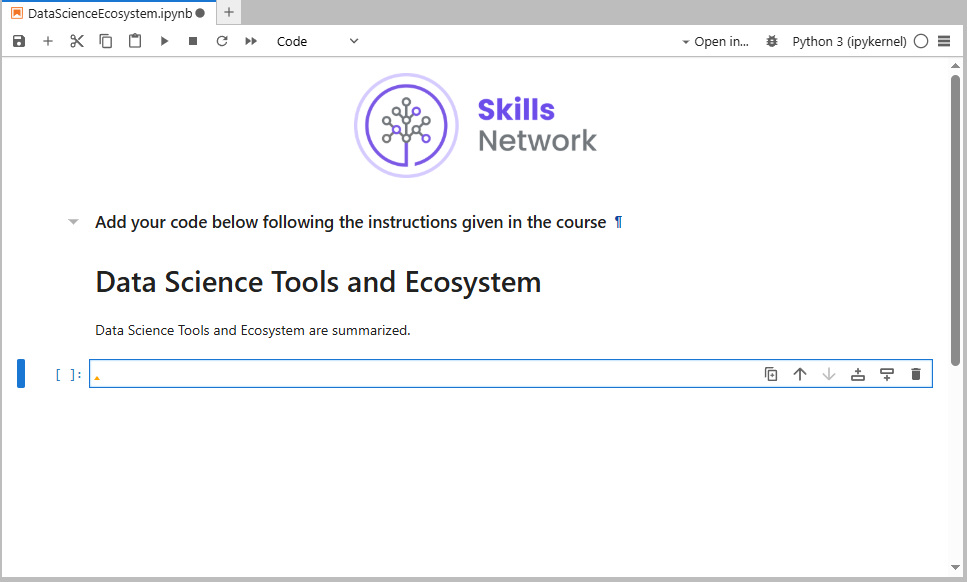 DataScienceEcosystem.ipynb
Code
Open in...
Python 3 (ipykernel)
Skills
Network
Add your code below following the instructions given in the course ¶
Data Science Tools and Ecosystem
Data Science Tools and Ecosystem are summarized.
[ ]: